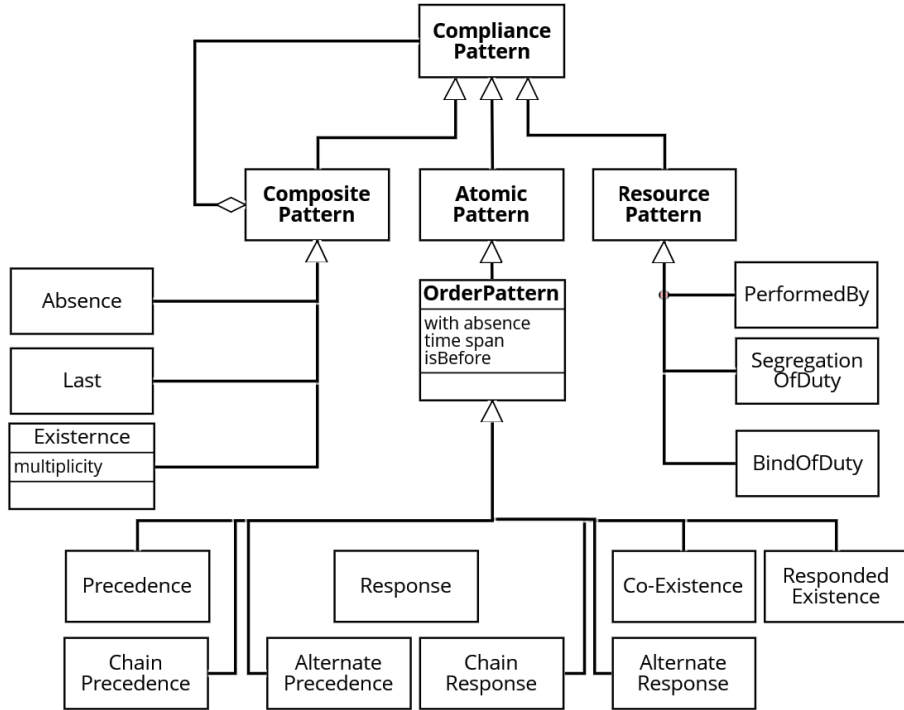 Compliance
Pattern
Composite
Pattern
Atomic
Pattern
Resource
Pattern
Absence
Last
Existernce
multiplicity
OrderPattern
with absence
time span
isBefore
PerformedBy
Segregation
OfDuty
BindOfDuty
Precedence
Response
Co-Existence
Responded
Existence
Chain
Precedence
Alternate
Precedence
Chain
Response
Alternate
Response